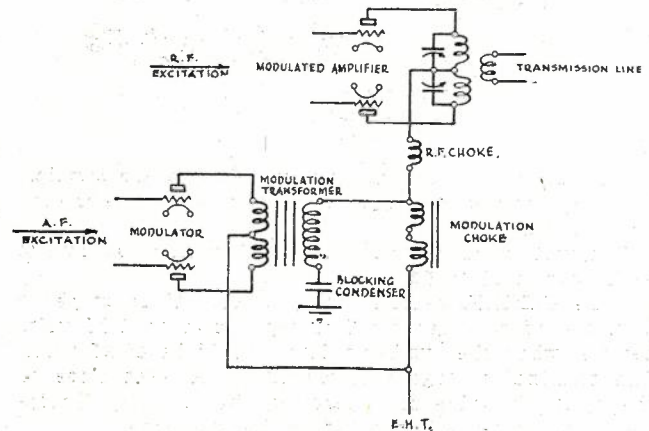 R.F.
EXCITATION
MODULATED AMPLIFIER
TRANSMISSION LINE
R.F. CHOKE.
MODULATION
TRANSFORMER
A.F.
EXCITATION
MODULATOR
MODULATION
CHOKE
BLOCKING
CONDENSER
E.H.T.